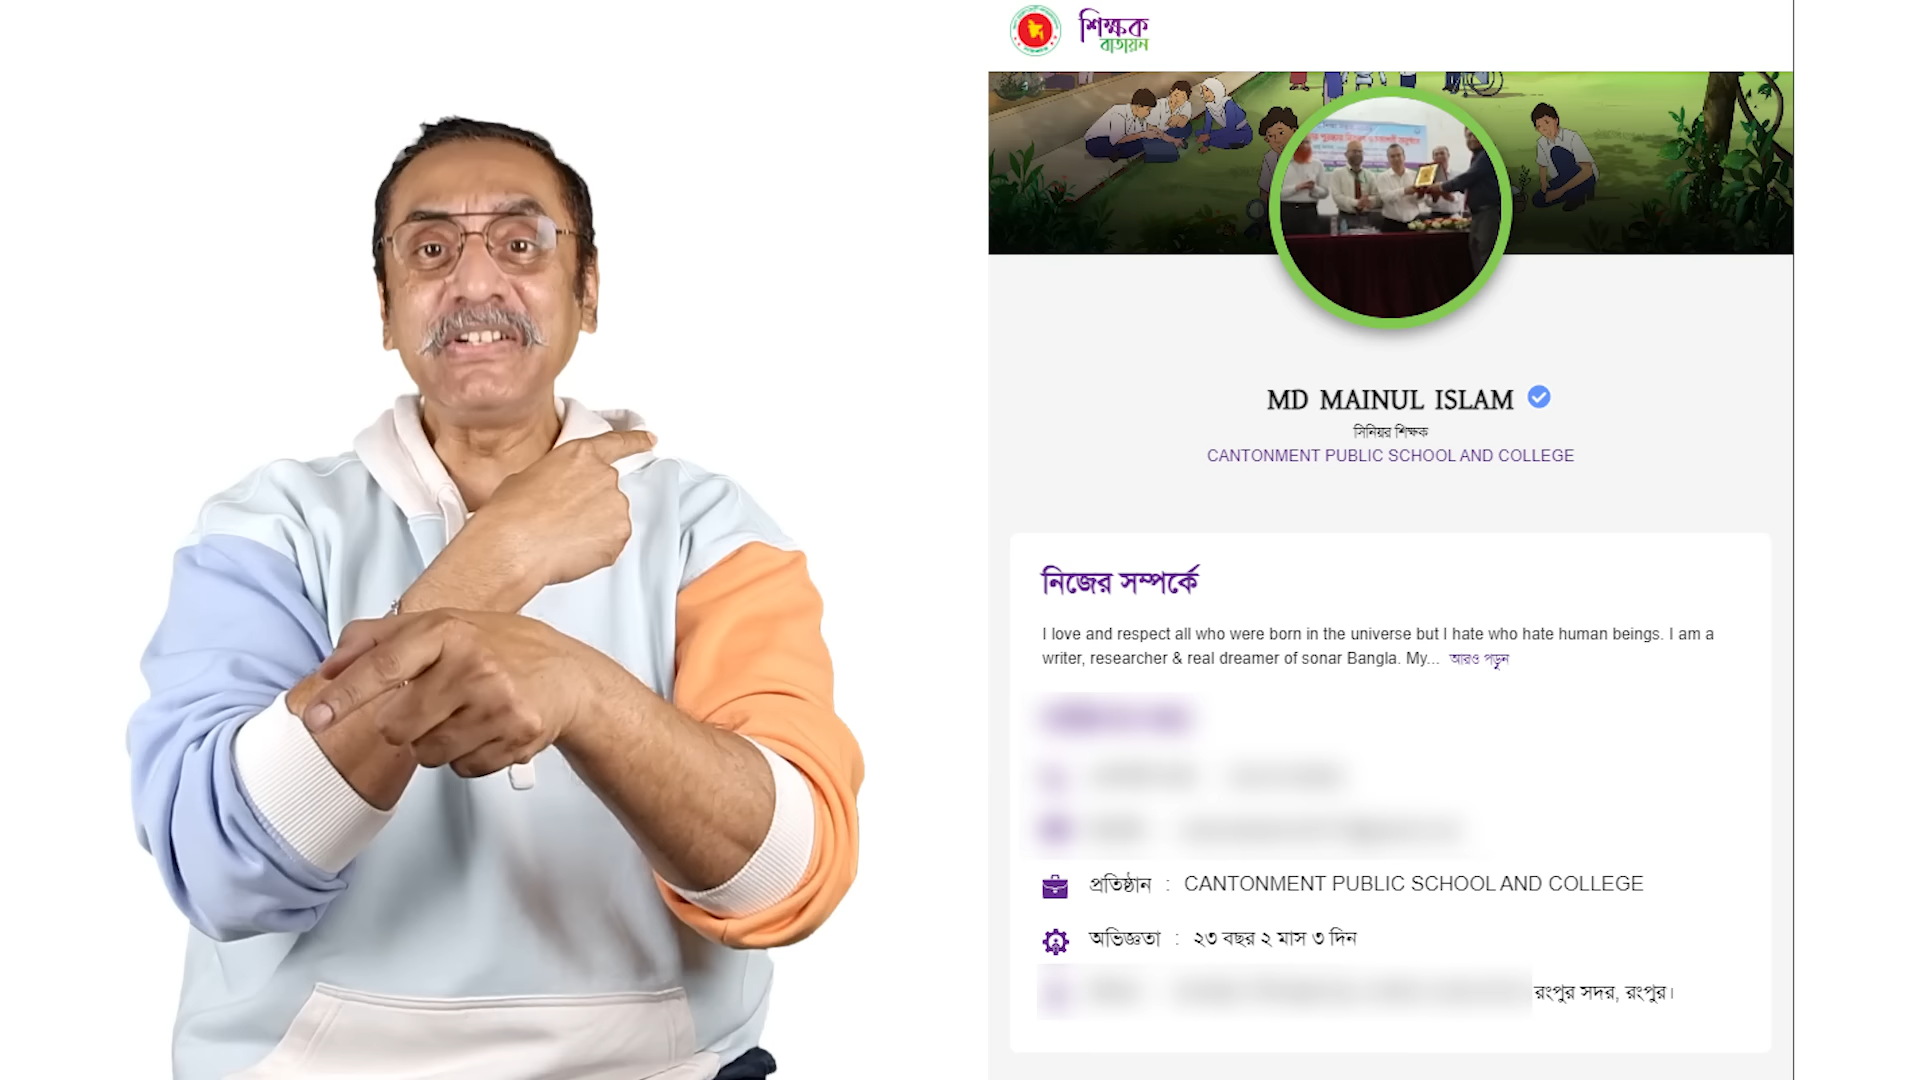 শিক্ষক
বাতায়ন
MD MAINUL ISLAM
সিনিয়র শিক্ষক
CANTONMENT PUBLIC SCHOOL AND COLLEGE
নিজের সম্পর্কে
I love and respect all who were born in the universe but I hate who hate human beings. I am a
writer, researcher & real dreamer of sonar Bangla. My... আরও পড়ুন
প্রতিষ্ঠান : CANTONMENT PUBLIC SCHOOL AND COLLEGE
অভিজ্ঞতা : ২৩ বছর ২ মাস ৩ দিন
রংপুর সদর, রংপুর।